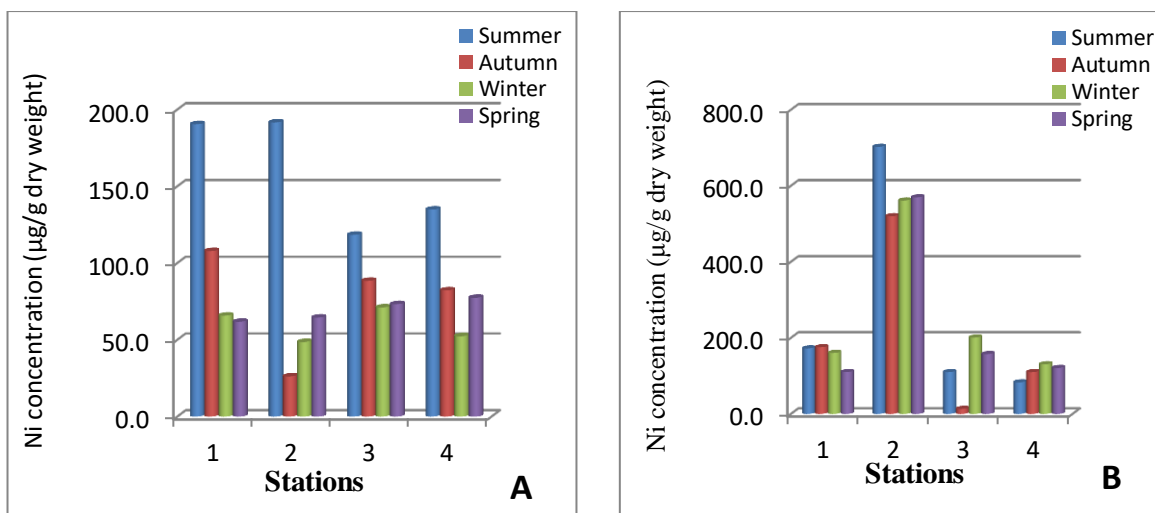 Ni concentration (µg/g dry weight)
Summer
Autumn
Winter
Spring
200.0
150.0
100.0
50.0
0.0
1 2 3 4
Stations
A
Ni concentration (µg/g dry weight)
Summer
Autumn
Winter
Spring
800.0
600.0
400.0
200.0
0.0
1 2 3 4
Stations
B